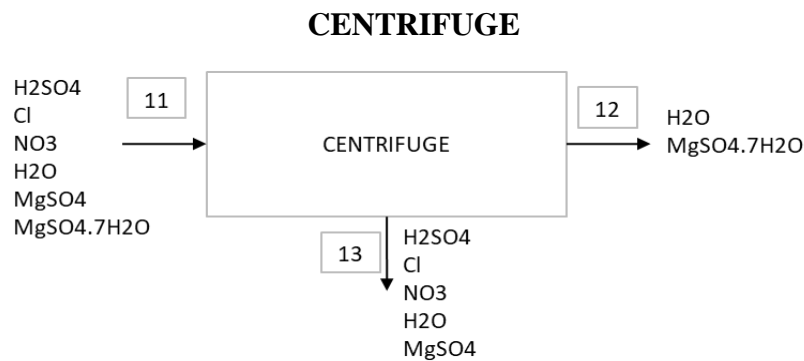 CENTRIFUGE
H2SO4
Cl
NO3
H2O
MgSO4
MgSO4.7H2O
11
CENTRIFUGE
12
H2O
MgSO4.7H2O
13
H2SO4
Cl
NO3
H2O
MgSO4